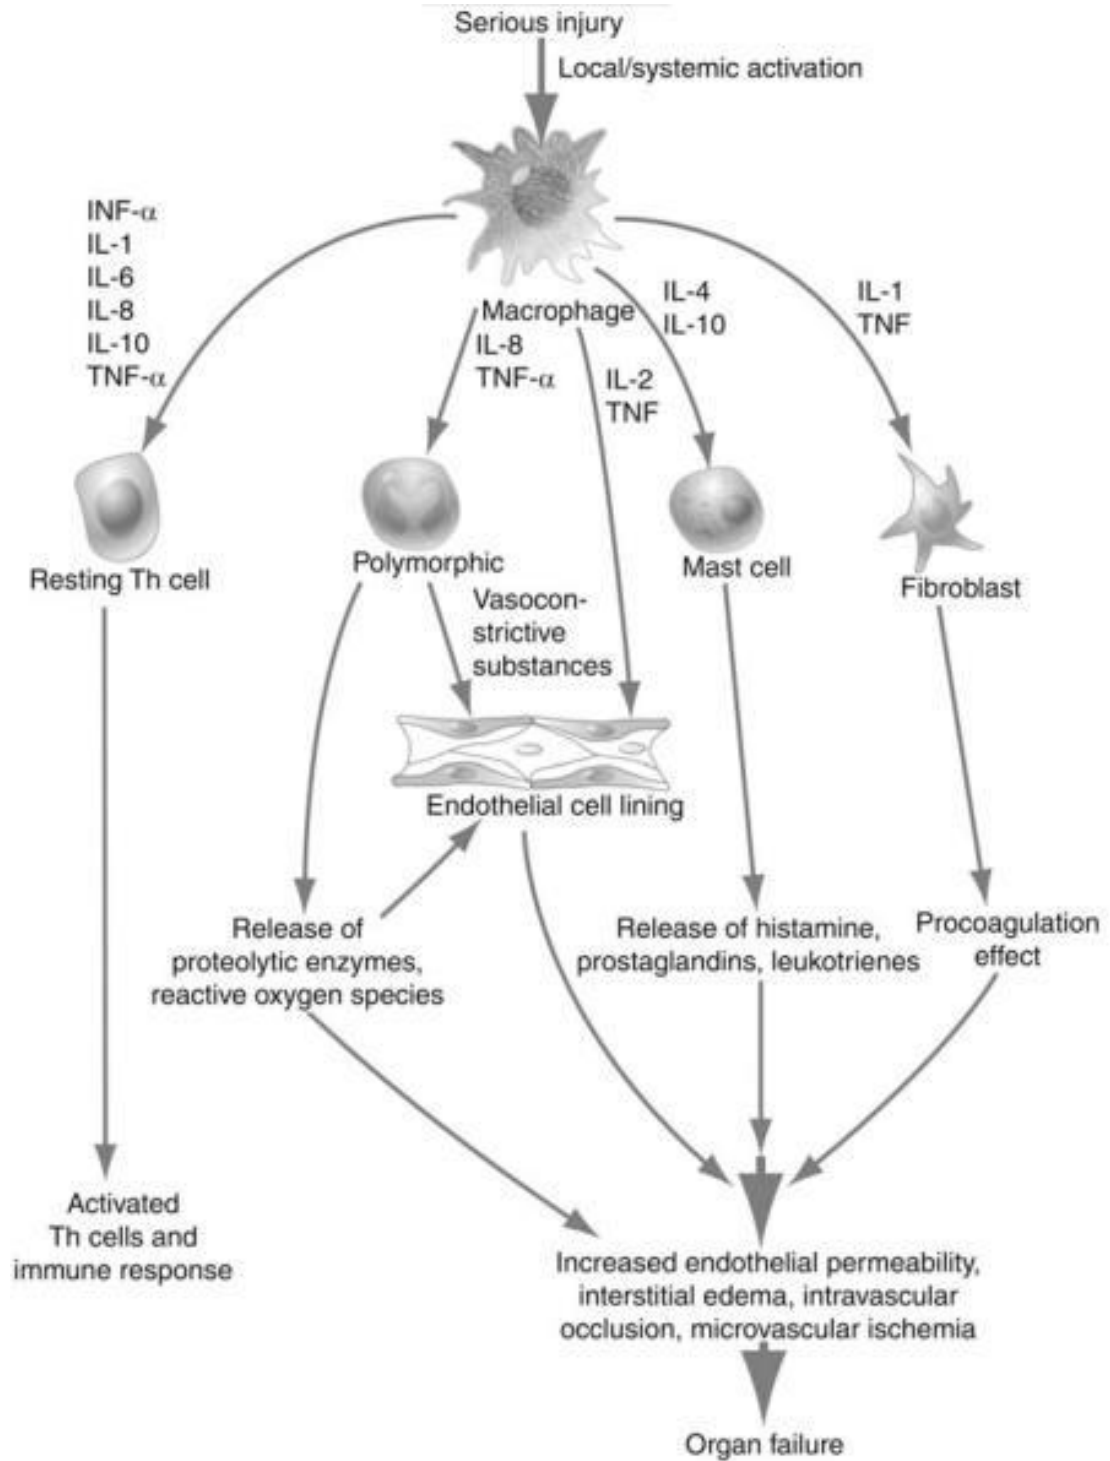 Serious injury
Local/systemic activation
INF-α
IL-1
IL-6
IL-8
IL-10
TNF-α
Macrophage
IL-8
TNF-α
IL-2
TNF
IL-4
IL-10
IL-1
TNF
Resting Th cell
Polymorphic
Mast cell
Fibroblast
Vasocon-
strictive
substances
Endothelial cell lining
Release of
proteolytic enzymes,
reactive oxygen species
Release of histamine,
prostaglandins, leukotrienes
Procoagulation
effect
Activated
Th cells and
immune response
Increased endothelial permeability,
interstitial edema, intravascular
occlusion, microvascular ischemia
Organ failure